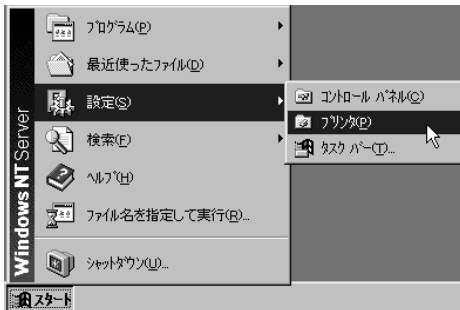 Windows NT Server
ﾌﾟﾛｸﾞﾗﾑ(P)
最近使ったﾌｧｲﾙ(D)
設定(S)
検索(F)
ﾍﾙﾌﾟ(H)
ﾌｧｲﾙ名を指定して実行(R)...
ｼｬｯﾄﾀﾞｳﾝ(U)...
ｺﾝﾄﾛｰﾙ ﾊﾟﾈﾙ(C)
ﾌﾟﾘﾝﾀ(P)
ﾀｽｸ ﾊﾞｰ(T)...
ｽﾀｰﾄ